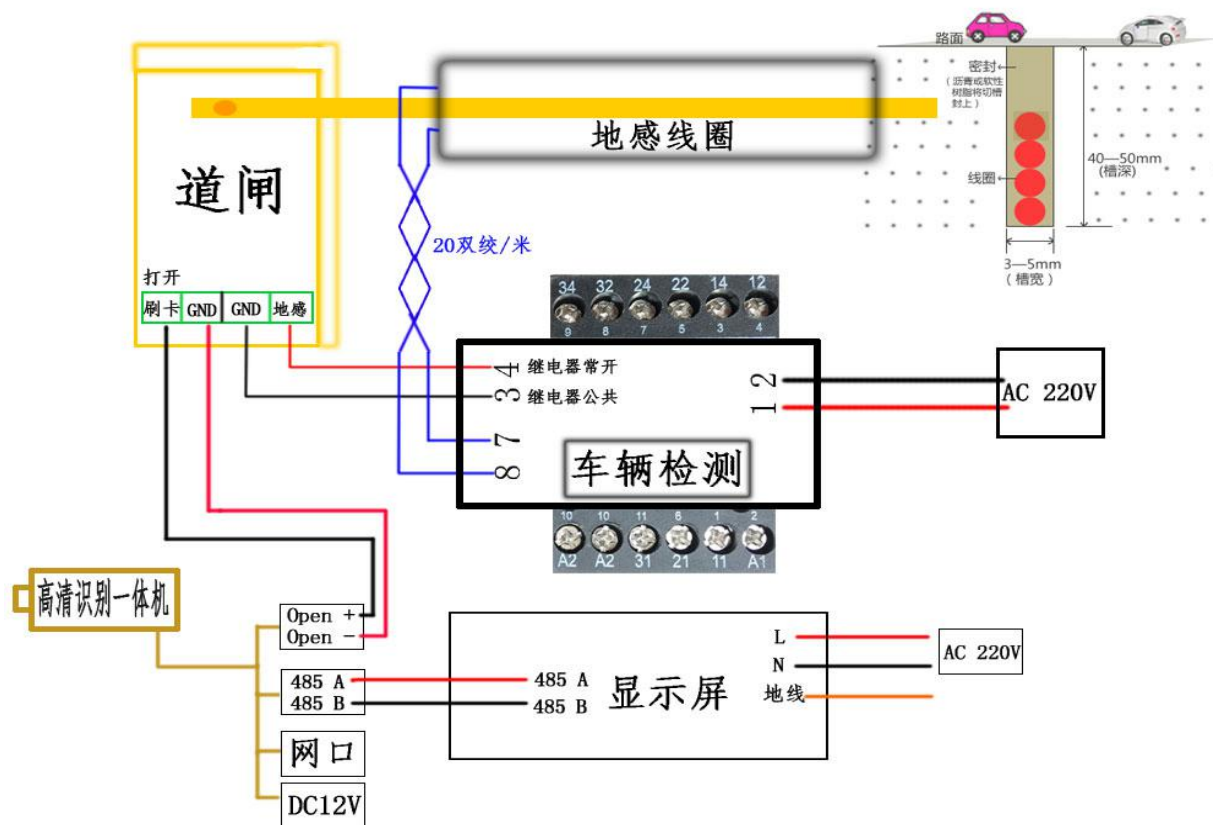 路面
密封
（沥青或软性
树脂将切槽
封上）
线圈
40—50mm
(槽深)
3—5mm
( 槽宽 )
地感线圈
道闸
20双绞/米
打开
刷卡 GND GND 地感
34 32 24 22 14 12
9 8 7 5 3 4
4 继电器常开
3 继电器公共
7
8
2
1
AC 220V
车辆检测
10 10 11 6 1 2
A2 A2 31 21 11 A1
高清识别一体机
Open +
Open -
485 A
485 B
网口
DC12V
485 A
485 B
显示屏
L
N
地线
AC 220V